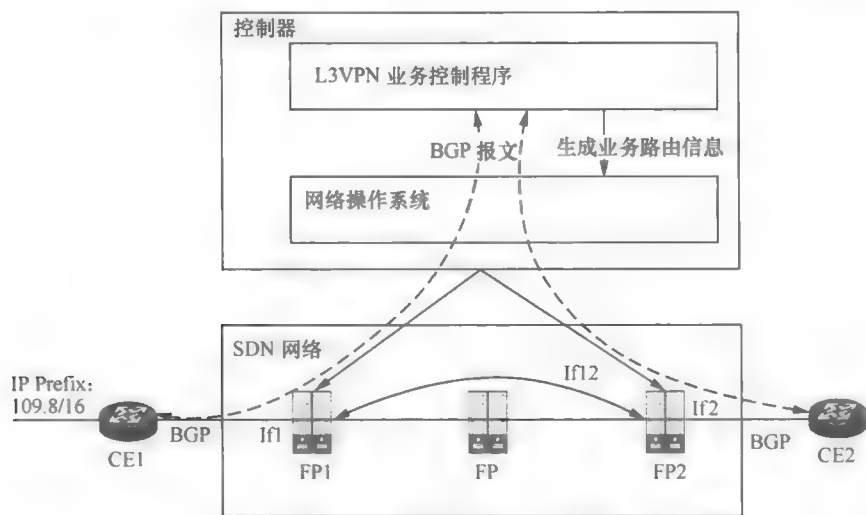 控制器
L3VPN 业务控制程序
BGP 报文
生成业务路由信息
网络操作系统
SDN 网络
IP Prefix:
109.8/16
If12
If2
BGP
If1
BGP
CE1
FP1
FP
FP2
CE2